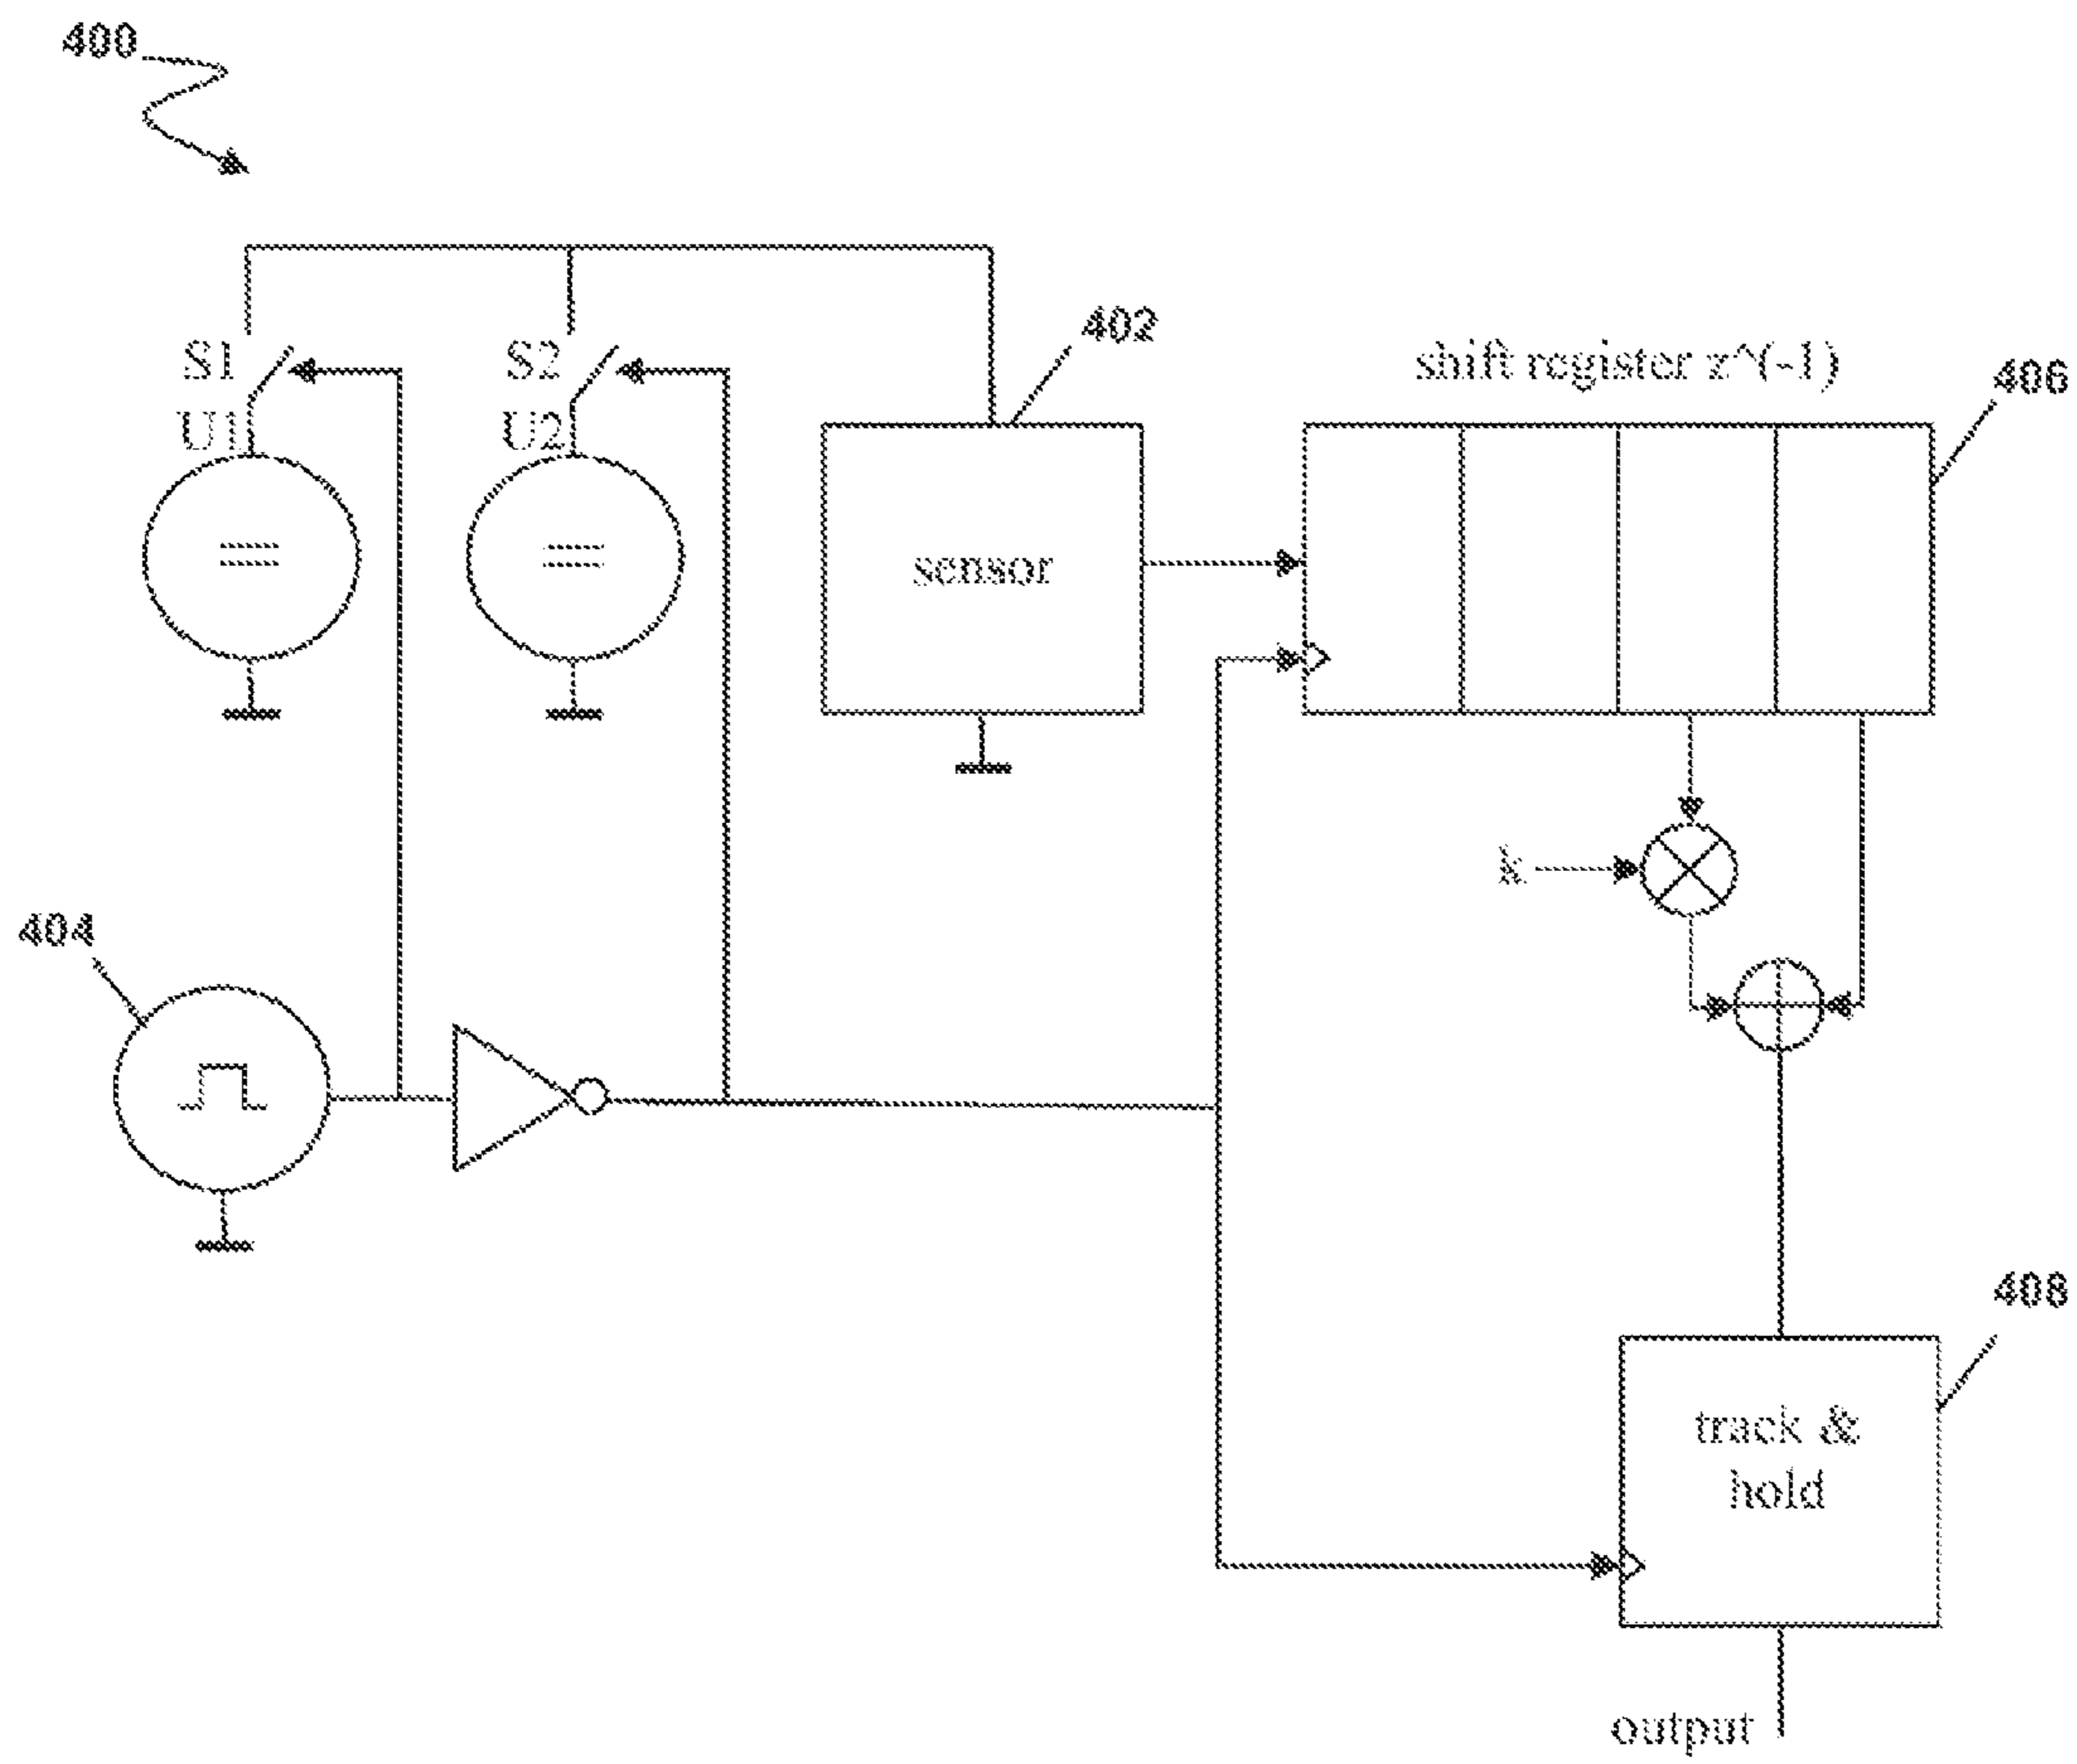 400
402
S1
S2
shift register z^(-1)
406
U1
U2
sensor
k
404
408
track &
hold
output